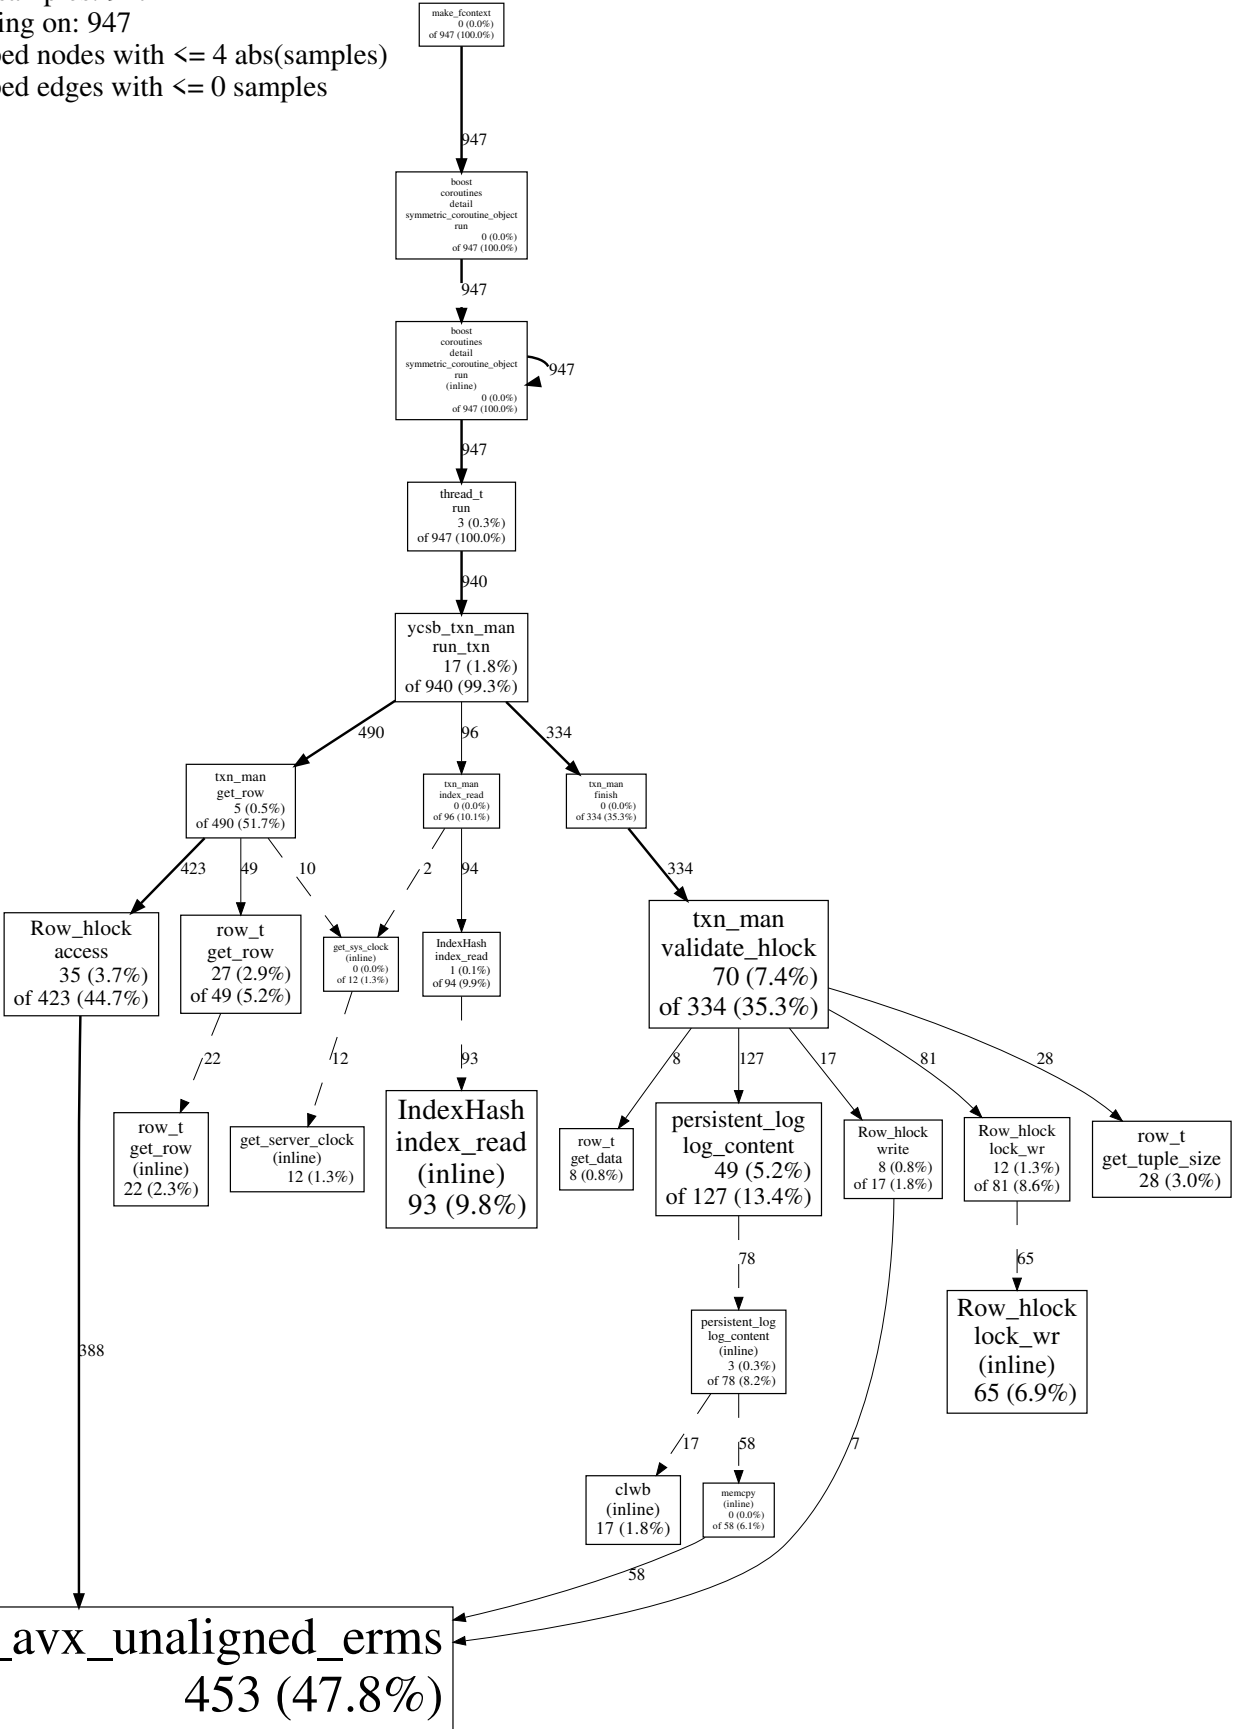 ing on: 947
ed nodes with <= 4 abs(samples)
ed edges with <= 0 samples
make_fcontext
0 (0.0%)
of 947 (100.0%)
947
boost
coroutines
detail
symmetric_coroutine_object
run
0 (0.0%)
of 947 (100.0%)
947
boost
coroutines
detail
symmetric_coroutine_object
run
(inline)
0 (0.0%)
of 947 (100.0%)
947
947
thread_t
run
3 (0.3%)
of 947 (100.0%)
940
ycsb_txn_man
run_txn
17 (1.8%)
of 940 (99.3%)
490
96
334
txn_man
get_row
5 (0.5%)
of 490 (51.7%)
txn_man
index_read
0 (0.0%)
of 96 (10.1%)
txn_man
finish
0 (0.0%)
of 334 (35.3%)
423
49
10
2
94
334
Row_hlock
access
35 (3.7%)
of 423 (44.7%)
row_t
get_row
27 (2.9%)
of 49 (5.2%)
get_sys_clock
(inline)
0 (0.0%)
of 12 (1.3%)
IndexHash
index_read
1 (0.1%)
of 94 (9.9%)
txn_man
validate_hlock
70 (7.4%)
of 334 (35.3%)
22
12
93
8
127
17
81
28
row_t
get_row
(inline)
22 (2.3%)
get_server_clock
(inline)
12 (1.3%)
IndexHash
index_read
(inline)
93 (9.8%)
row_t
get_data
8 (0.8%)
persistent_log
log_content
49 (5.2%)
of 127 (13.4%)
Row_hlock
write
8 (0.8%)
of 17 (1.8%)
Row_hlock
lock_wr
12 (1.3%)
of 81 (8.6%)
row_t
get_tuple_size
28 (3.0%)
78
65
388
persistent_log
log_content
(inline)
3 (0.3%)
of 78 (8.2%)
Row_hlock
lock_wr
(inline)
65 (6.9%)
17
58
7
clwb
(inline)
17 (1.8%)
memcpy
(inline)
0 (0.0%)
of 58 (6.1%)
58
_avx_unaligned_erms
453 (47.8%)